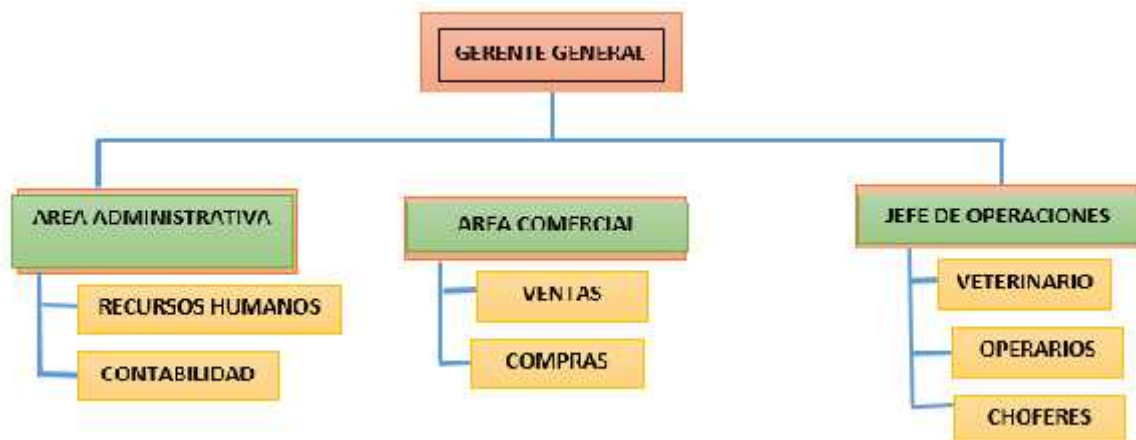 GERENTE GENERAL
AREA ADMINISTRATIVA
AREA COMERCIAL
JEFE DE OPERACIONES
RECURSOS HUMANOS
CONTABILIDAD
VENTAS
COMPRAS
VETERINARIO
OPERARIOS
CHOFERES